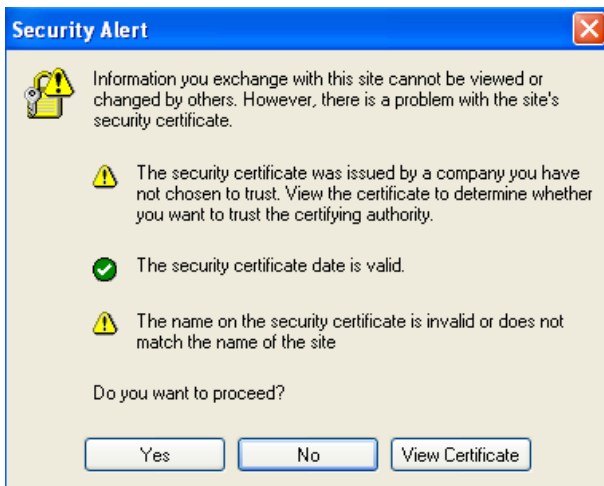 Security Alert
Information you exchange with this site cannot be viewed or
changed by others. However, there is a problem with the site's
security certificate.
The security certificate was issued by a company you have
not chosen to trust. View the certificate to determine whether
you want to trust the certifying authority.
The security certificate date is valid.
The name on the security certificate is invalid or does not
match the name of the site
Do you want to proceed?
Yes No View Certificate